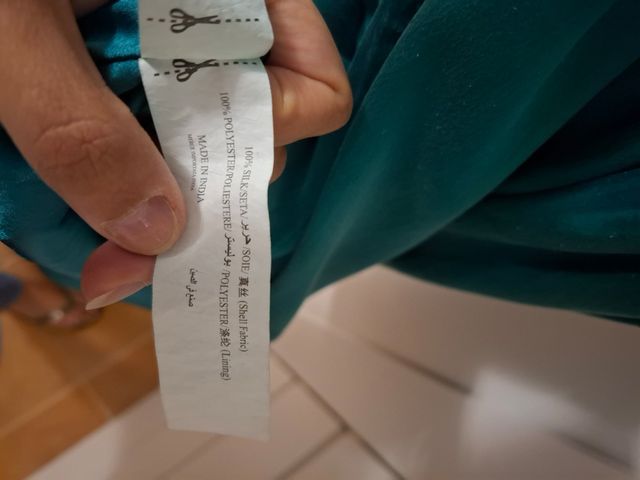 100% SILK/SETA/ حرير /SOIE/ 真丝 (Shell Fabric)
100% POLYESTER/POLIESTERE/ بوليستر /POLYESTER/ 涤纶 (Lining)
MADE IN INDIA
صنع في الصين